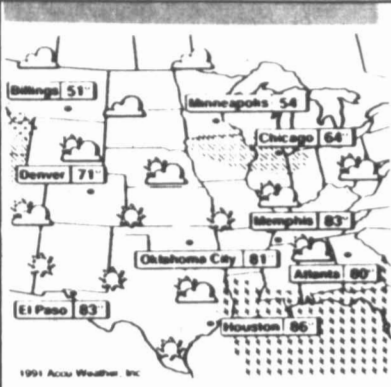 Billings 51°
Minneapolis 54
Chicago 64°
Denver 71°
Memphis 83°
Oklahoma City 81°
Atlanta 80°
El Paso 83°
Houston 86°
1991 Accu Weather, Inc